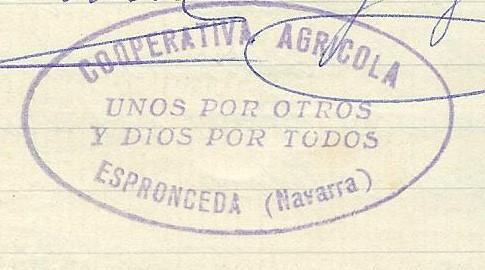 COOPERATIVA AGRICOLA
UNOS POR OTROS
Y DIOS POR TODOS
ESPRONCEDA (Navarra)